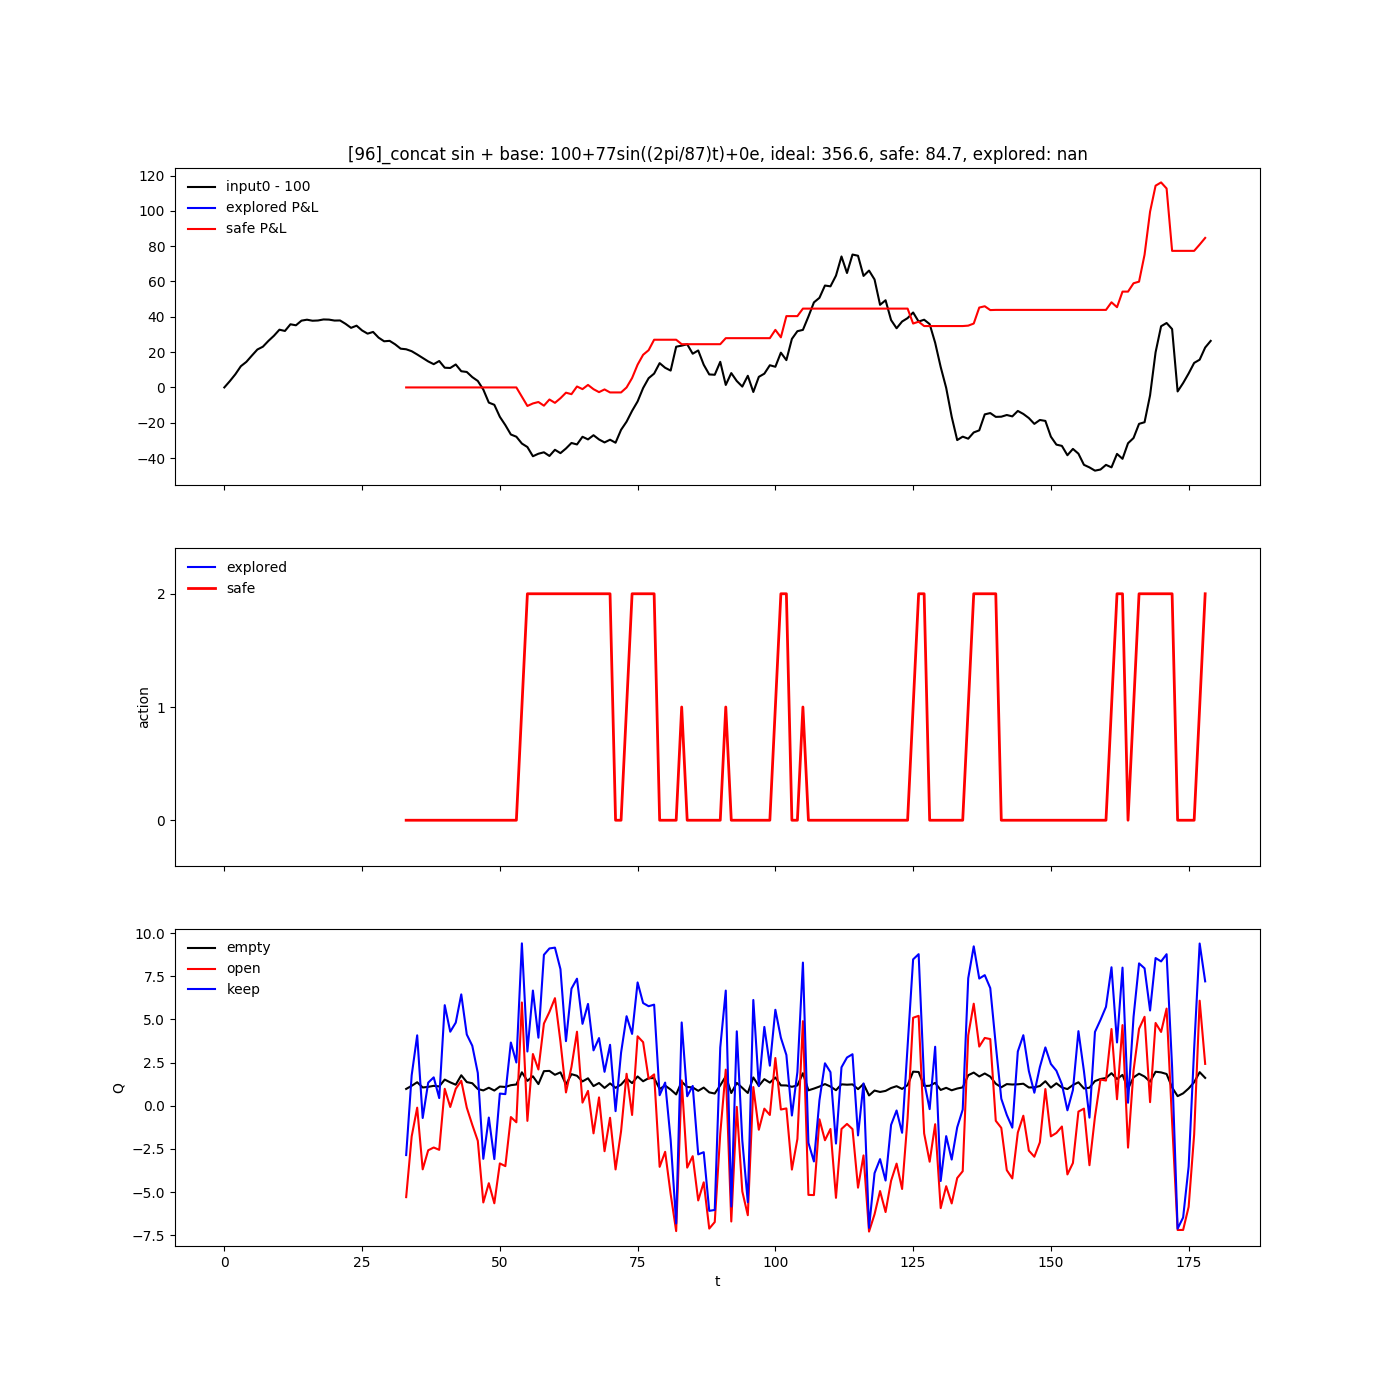 [96]_concat sin + base: 100+77sin((2pi/87)t)+0e, ideal: 356.6, safe: 84.7, explored: nan
120
100
80
60
40
20
0
−20
−40
input0 - 100
explored P&L
safe P&L
2
1
0
action
explored
safe
10.0
7.5
5.0
2.5
0.0
−2.5
−5.0
−7.5
Q
empty
open
keep
0 25 50 75 100 125 150 175
t